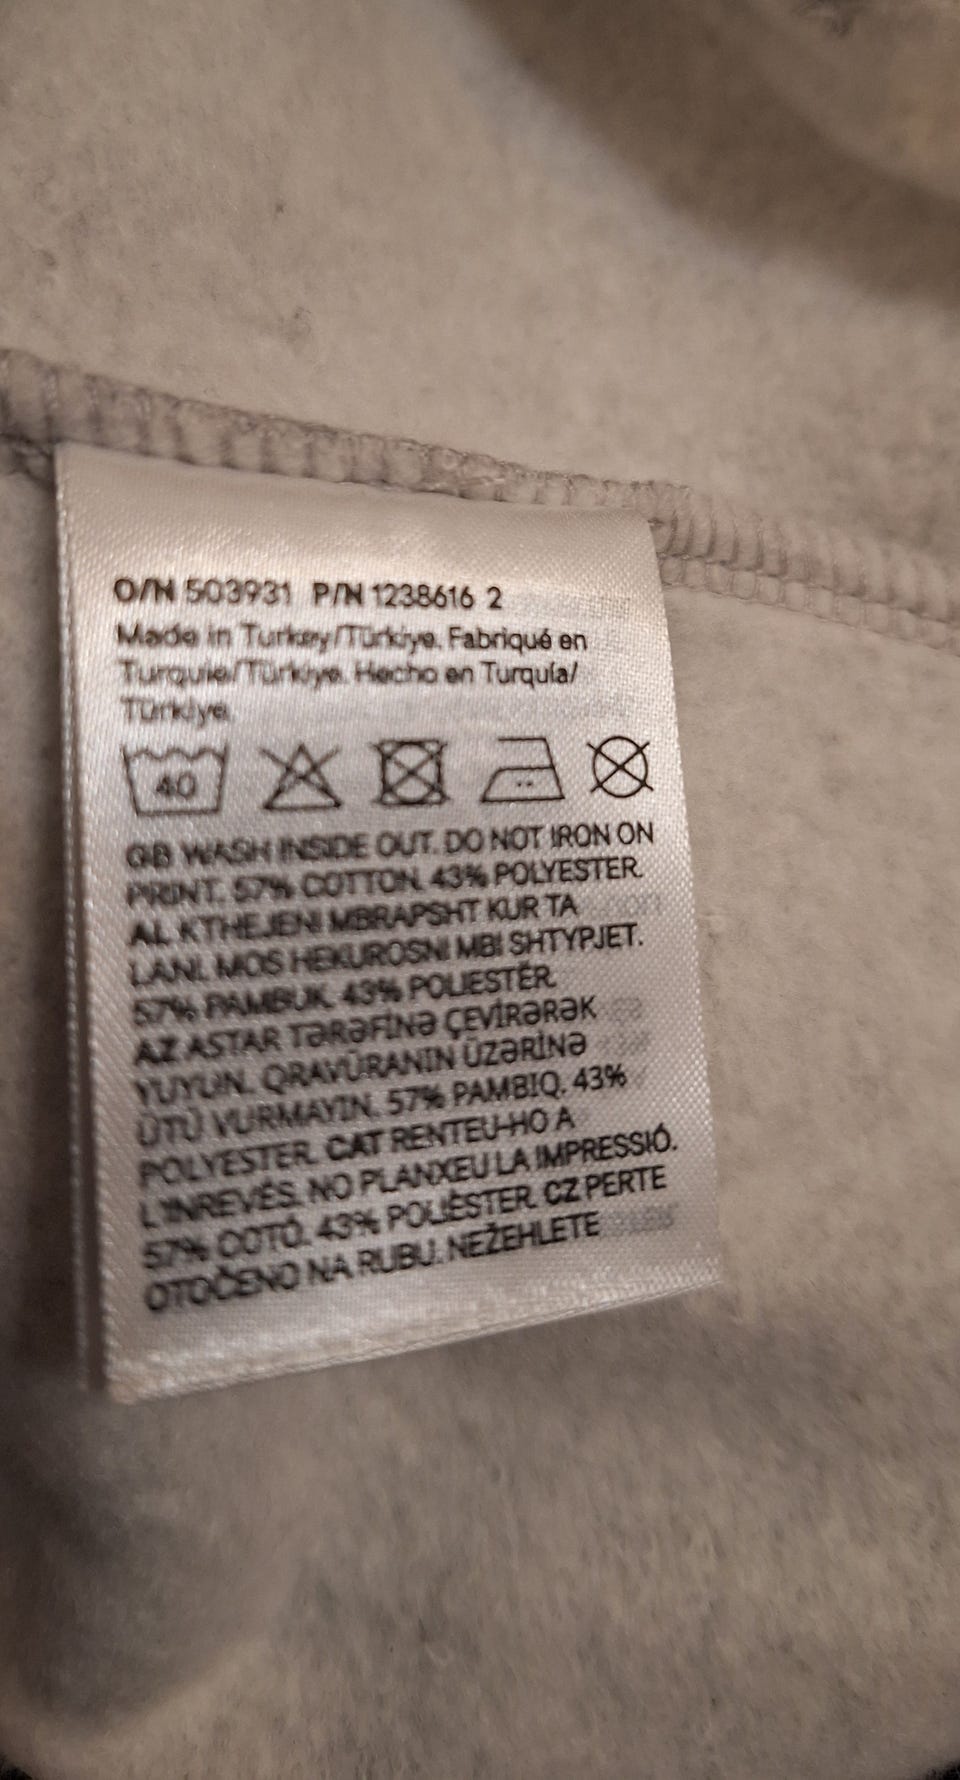 O/N 503931 P/N 1238616 2
Made in Turkey/Türkiye. Fabriqué en
Turquie/Türkiye. Hecho en Turquía/
Türkiye.
40
GB WASH INSIDE OUT. DO NOT IRON ON
PRINT. 57% COTTON. 43% POLYESTER.
AL KTHEJENI MBRAPSHT KUR TA
LANI. MOS HEKUROSNI MBI SHTYPJET.
57% PAMBUK. 43% POLIESTËR.
AZ ASTAR TƏRƏFİNƏ ÇEVİRƏRƏK
YUYUN. QRAVÜRANIN ÜZƏRİNƏ
ÜTÜ VURMAYIN. 57% PAMBIQ. 43%
POLYESTER. CAT RENTEU-HO A
L'INREVÉS. NO PLANXEU LA IMPRESSIÓ.
57% COTÓ. 43% POLIÈSTER. CZ PERTE
OTOČENO NA RUBU. NEŽEHLETE